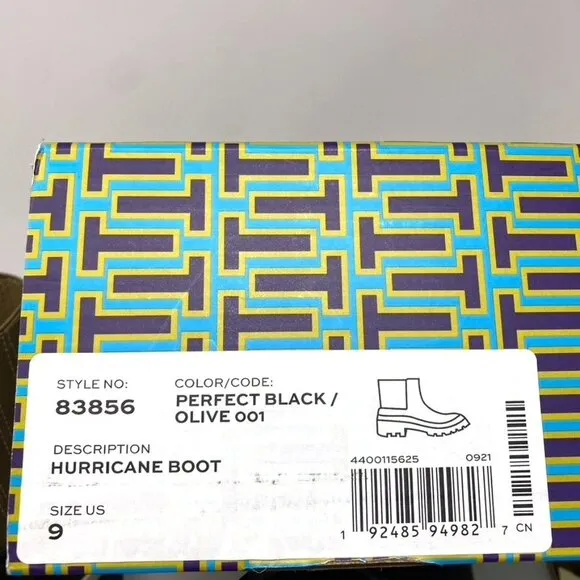 STYLE NO:
83856
COLOR/CODE:
PERFECT BLACK /
OLIVE 001
DESCRIPTION
HURRICANE BOOT
SIZE US
9
4400115625 0921
1 92485 94982 7 CN